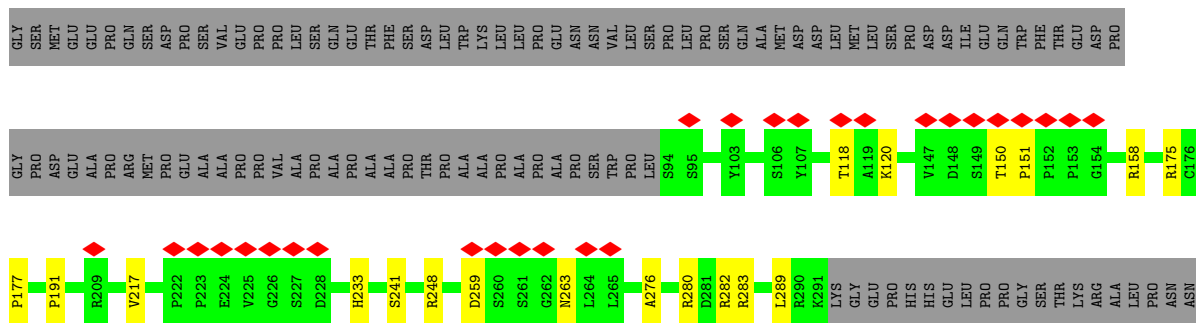 GLY SER MET GLU GLU PRO GLN SER ASP PRO SER VAL GLU PRO PRO LEU SER GLN GLU THR PHE SER ASP LEU TRP LYS LEU LEU PRO GLU ASN ASN VAL LEU SER PRO LEU PRO SER GLN ALA MET ASP ASP LEU MET LEU SER PRO ASP ASP ILE GLU GLN TRP PHE THR GLU ASP PRO
GLY PRO ASP GLU ALA PRO ARG MET PRO GLU ALA ALA PRO PRO VAL ALA PRO ALA PRO ALA ALA PRO THR PRO ALA ALA PRO ALA PRO ALA PRO SER TRP PRO LEU S94 S95 Y103 S106 Y107 T118 A119 K120 V147 D148 S149 T150 P151 P152 P153 G154 R158 R175 C176
P177 P191 R209 V217 P222 P223 E224 V225 G226 S227 D228 H233 S241 R248 D259 S260 S261 G262 N263 L264 L265 A276 R280 D281 R282 R283 L289 R290 K291 LYS GLY GLU PRO HIS HIS GLU LEU PRO PRO GLY SER THR LYS ARG ALA LEU PRO ASN ASN